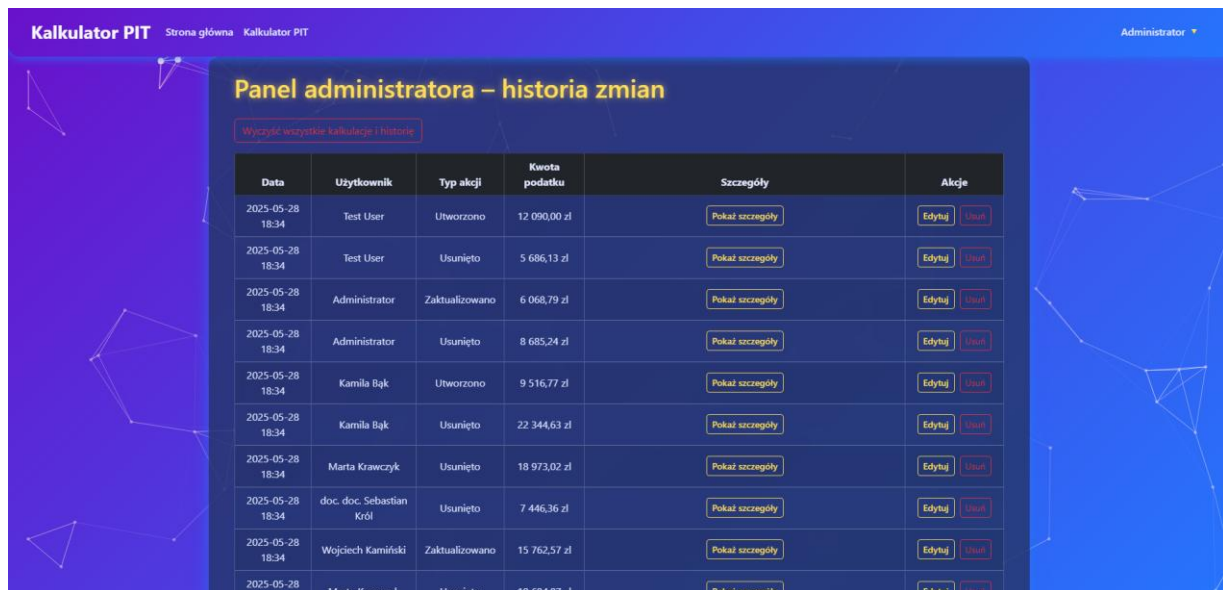 Kalkulator PIT Strona główna Kalkulator PIT Administrator
Panel administratora – historia zmian
Wyczyść wszystkie kalkulacje i historię
Data Użytkownik Typ akcji Kwota podatku Szczegóły Akcje
2025-05-28 18:34 Test User Utworzono 12 090,00 zł Pokaż szczegóły Edytuj Usuń
2025-05-28 18:34 Test User Usunięto 5 686,13 zł Pokaż szczegóły Edytuj Usuń
2025-05-28 18:34 Administrator Zaktualizowano 6 068,79 zł Pokaż szczegóły Edytuj Usuń
2025-05-28 18:34 Administrator Usunięto 8 685,24 zł Pokaż szczegóły Edytuj Usuń
2025-05-28 18:34 Kamila Bąk Utworzono 9 516,77 zł Pokaż szczegóły Edytuj Usuń
2025-05-28 18:34 Kamila Bąk Usunięto 22 344,63 zł Pokaż szczegóły Edytuj Usuń
2025-05-28 18:34 Marta Krawczyk Usunięto 18 973,02 zł Pokaż szczegóły Edytuj Usuń
2025-05-28 18:34 doc. doc. Sebastian Król Usunięto 7 446,36 zł Pokaż szczegóły Edytuj Usuń
2025-05-28 18:34 Wojciech Kamiński Zaktualizowano 15 762,57 zł Pokaż szczegóły Edytuj Usuń
2025-05-28